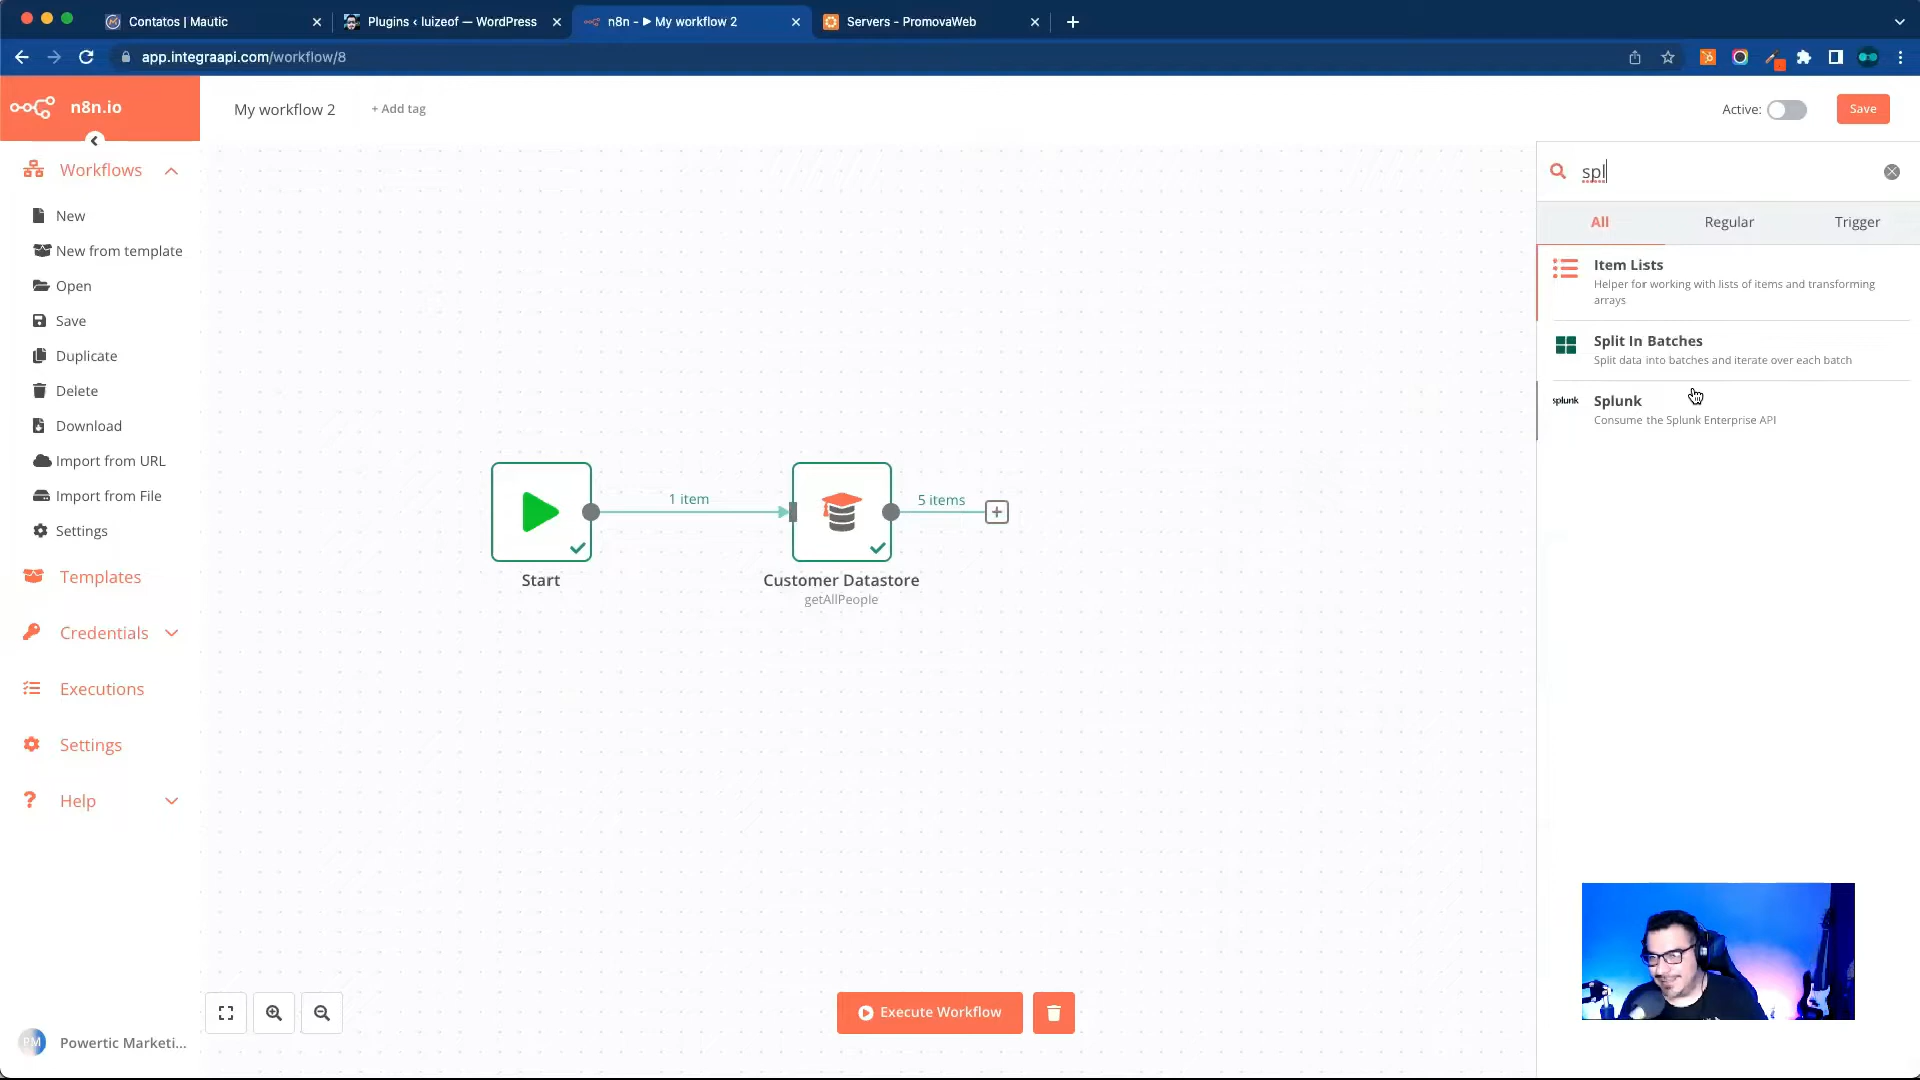 Contatos | Mautic
Plugins ‹ luizeof — WordPress
n8n - ▶ My workflow 2
Servers - PromovaWeb
app.integraapi.com/workflow/8
n8n.io
My workflow 2
+ Add tag
Active:
Save
Workflows
New
New from template
Open
Save
Duplicate
Delete
Download
Import from URL
Import from File
Settings
Templates
Credentials
Executions
Settings
Help
PM
Powertic Marketi...
1 item
5 items
Start
Customer Datastore
getAllPeople
Execute Workflow
spl
All
Regular
Trigger
Item Lists
Helper for working with lists of items and transforming
arrays
Split In Batches
Split data into batches and iterate over each batch
splunk
Splunk
Consume the Splunk Enterprise API